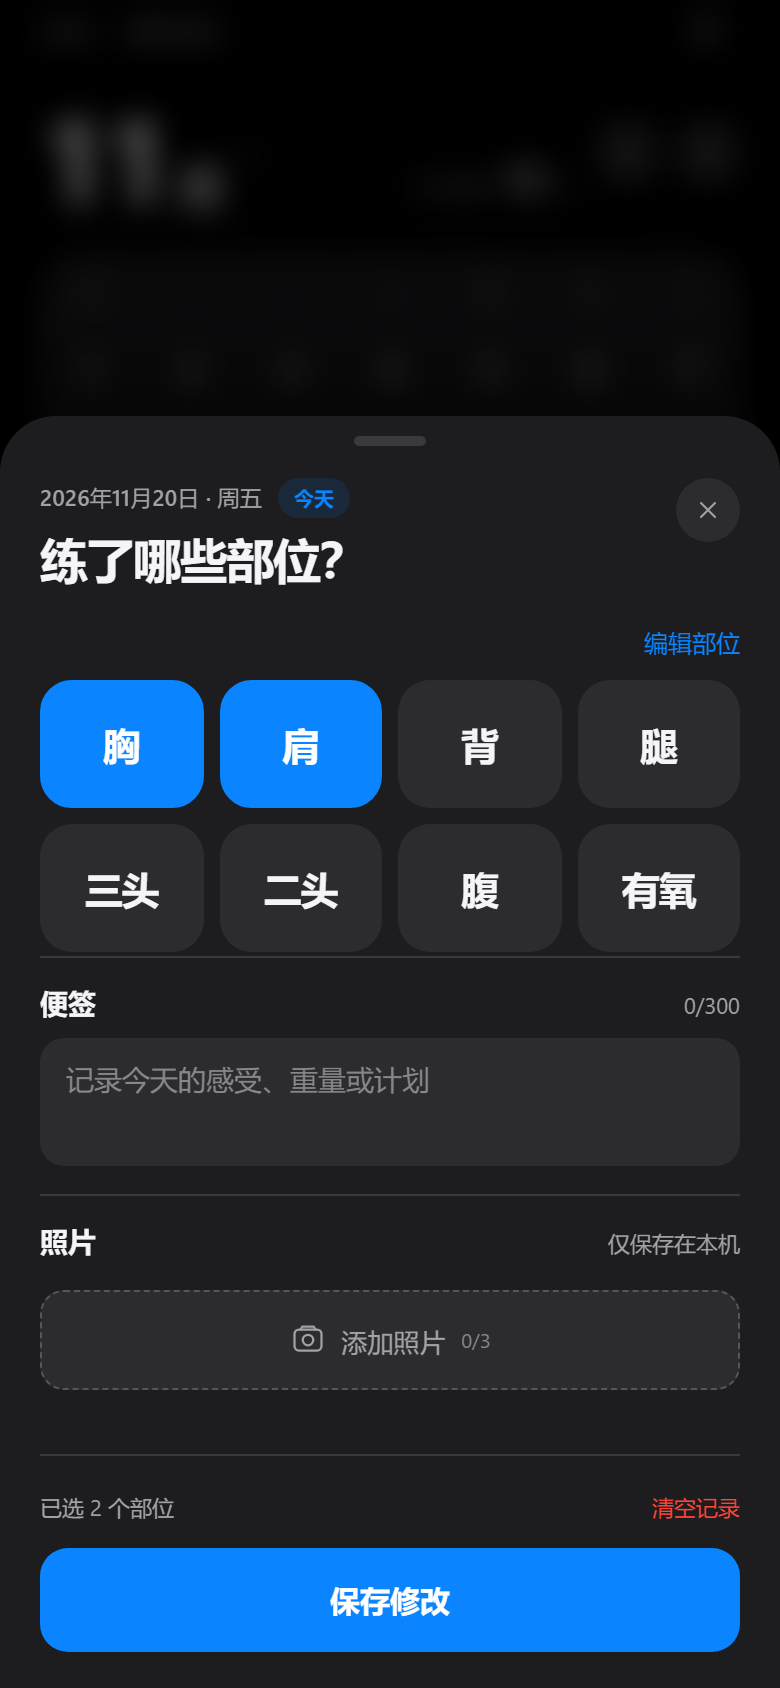 11
2026年11月20日 · 周五 今天
练了哪些部位?
编辑部位
胸 肩 背 腿
三头 二头 腹 有氧
便签 0/300
记录今天的感受、重量或计划
照片 仅保存在本机
添加照片 0/3
已选 2 个部位 清空记录
保存修改